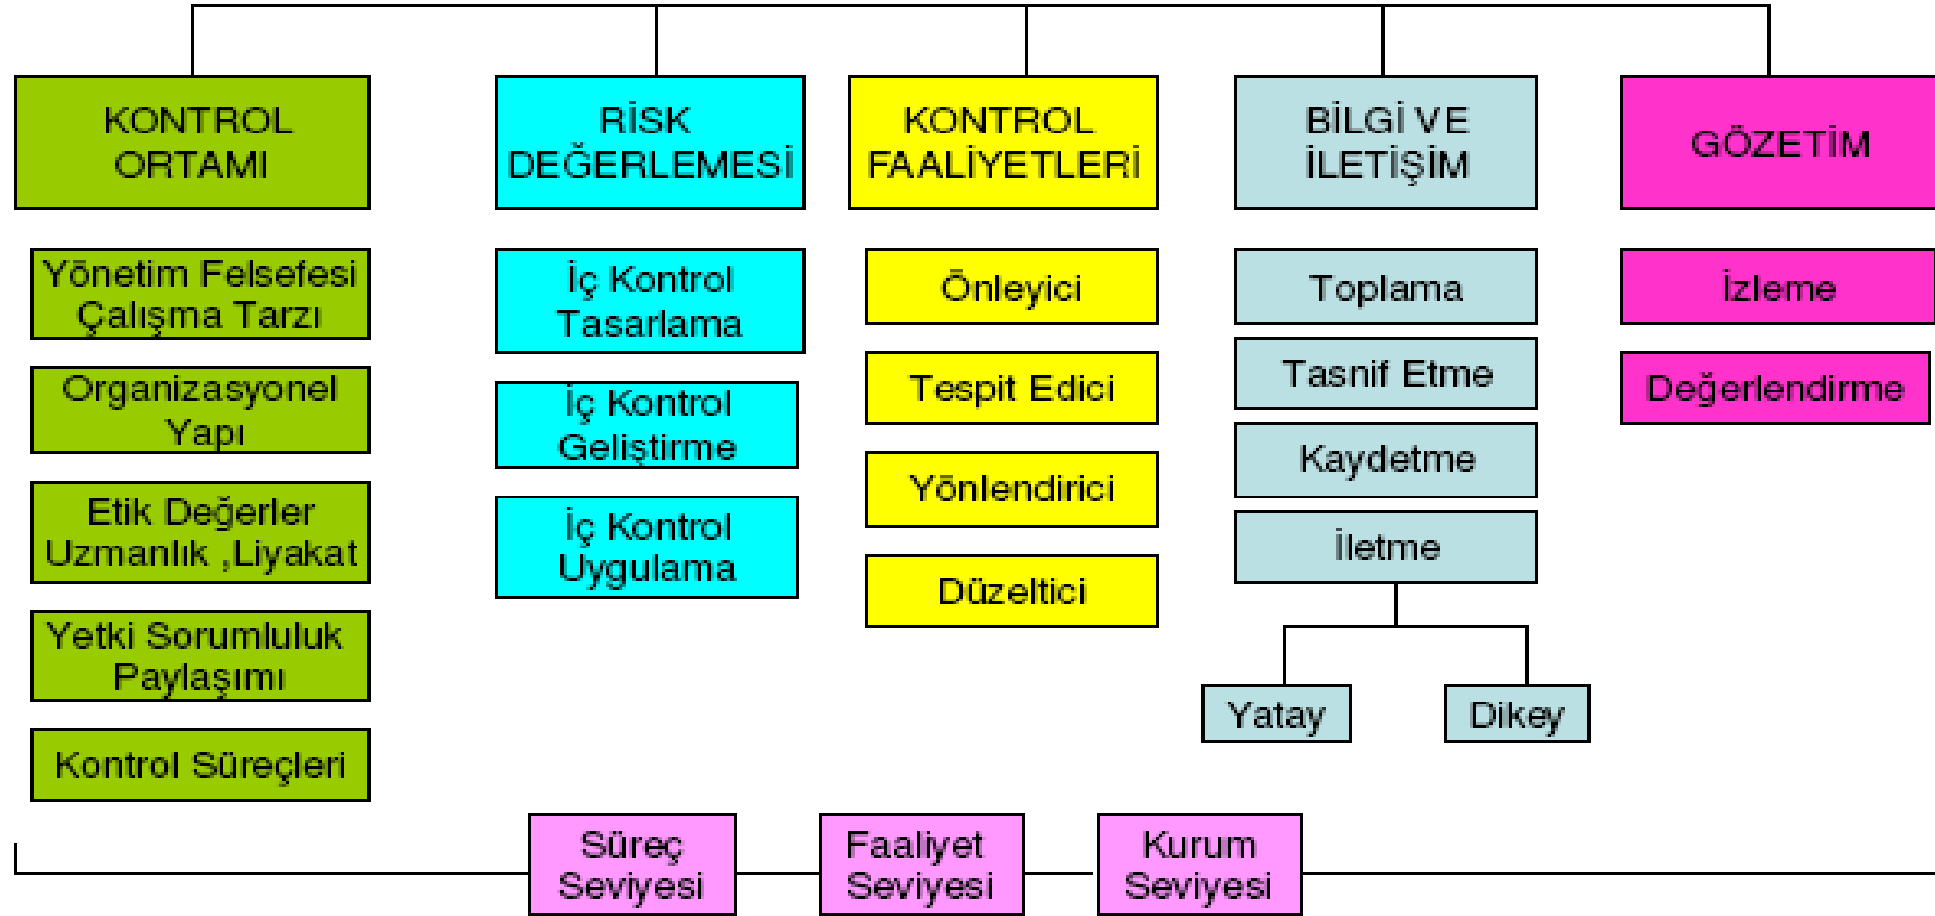 KONTROL
ORTAMI
RİSK
DEĞERLEMESİ
KONTROL
FAALİYETLERİ
BİLGİ VE
İLETİŞİM
GÖZETİM
Yönetim Felsefesi
Çalışma Tarzı
Organizasyonel
Yapı
Etik Değerler
Uzmanlık ,Liyakat
Yetki Sorumluluk
Paylaşımı
Kontrol Süreçleri
İç Kontrol
Tasarlama
İç Kontrol
Geliştirme
İç Kontrol
Uygulama
Önleyici
Tespit Edici
Yönlendirici
Düzeltici
Toplama
Tasnif Etme
Kaydetme
İletme
Yatay
Dikey
İzleme
Değerlendirme
Süreç
Seviyesi
Faaliyet
Seviyesi
Kurum
Seviyesi